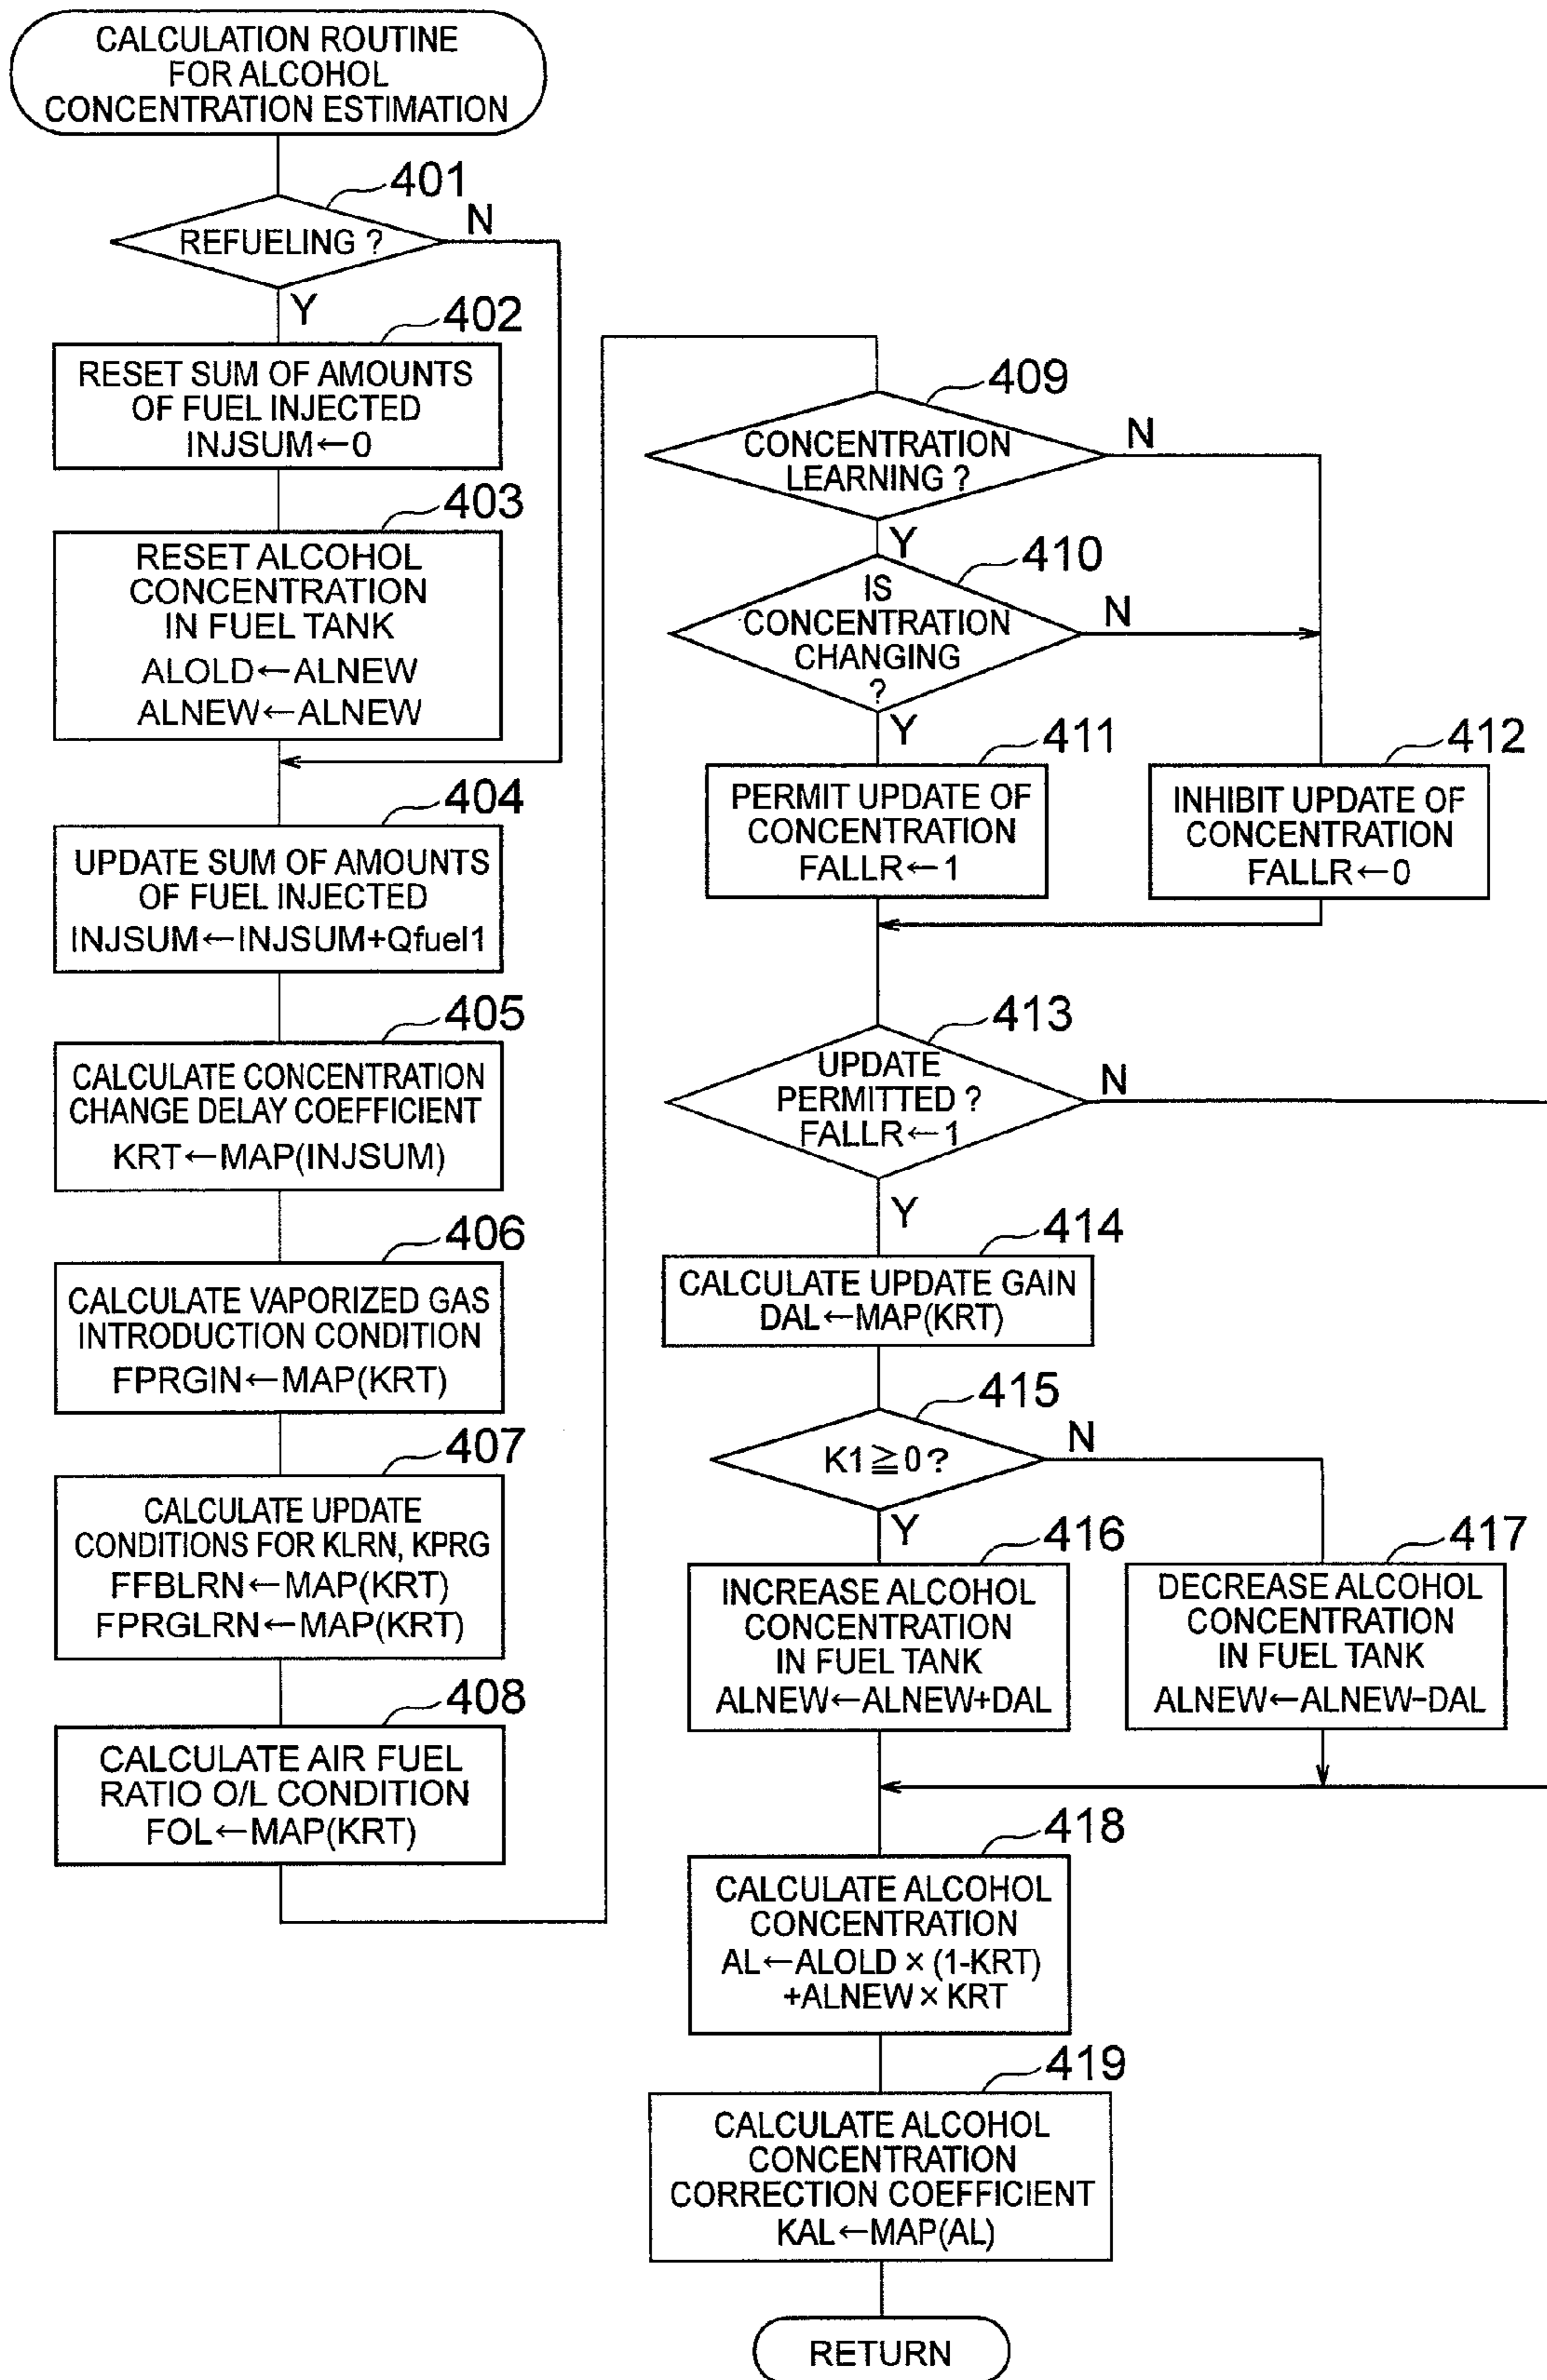 CALCULATION ROUTINE
FOR ALCOHOL
CONCENTRATION ESTIMATION
401
REFUELING ?
N
Y
402
RESET SUM OF AMOUNTS
OF FUEL INJECTED
INJSUM←0
403
RESET ALCOHOL
CONCENTRATION
IN FUEL TANK
ALOLD←ALNEW
ALNEW←ALNEW
404
UPDATE SUM OF AMOUNTS
OF FUEL INJECTED
INJSUM←INJSUM+Qfuel1
405
CALCULATE CONCENTRATION
CHANGE DELAY COEFFICIENT
KRT←MAP(INJSUM)
406
CALCULATE VAPORIZED GAS
INTRODUCTION CONDITION
FPRGIN←MAP(KRT)
407
CALCULATE UPDATE
CONDITIONS FOR KLRN, KPRG
FFBLRN←MAP(KRT)
FPRGLRN←MAP(KRT)
408
CALCULATE AIR FUEL
RATIO O/L CONDITION
FOL←MAP(KRT)
409
CONCENTRATION
LEARNING ?
N
Y
410
IS
CONCENTRATION
CHANGING
?
N
Y
411
PERMIT UPDATE OF
CONCENTRATION
FALLR←1
412
INHIBIT UPDATE OF
CONCENTRATION
FALLR←0
413
UPDATE
PERMITTED ?
FALLR←1
N
Y
414
CALCULATE UPDATE GAIN
DAL←MAP(KRT)
415
K1≧0 ?
N
Y
416
INCREASE ALCOHOL
CONCENTRATION
IN FUEL TANK
ALNEW←ALNEW+DAL
417
DECREASE ALCOHOL
CONCENTRATION
IN FUEL TANK
ALNEW←ALNEW-DAL
418
CALCULATE ALCOHOL
CONCENTRATION
AL←ALOLD × (1-KRT)
+ALNEW × KRT
419
CALCULATE ALCOHOL
CONCENTRATION
CORRECTION COEFFICIENT
KAL←MAP(AL)
RETURN